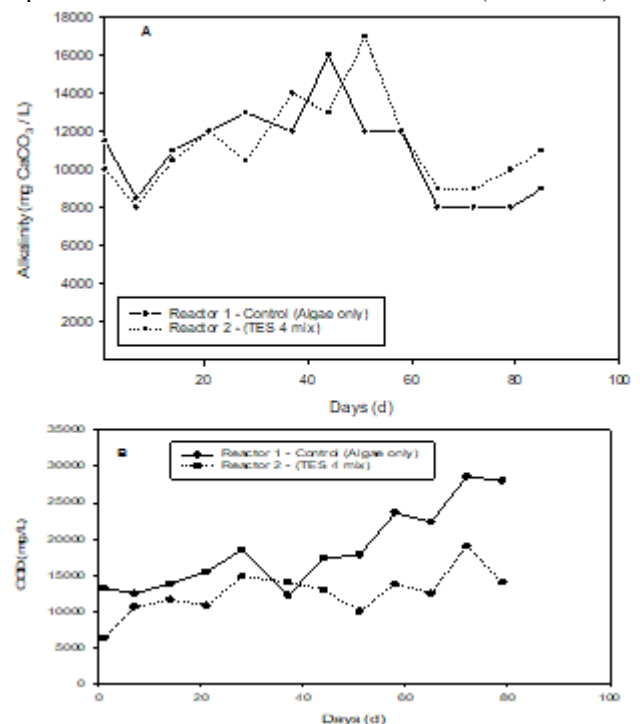 A
18000
16000
14000
12000
10000
8000
6000
4000
2000
Alkalinity (mg CaCO3 / L)
Reactor 1 - Control (Algae only)
Reactor 2 - (TES 4 mix)
20 40 60 80 100
Days (d)
B
35000
30000
25000
20000
15000
10000
5000
0
COD (mg/L)
Reactor 1 - Control (Algae only)
Reactor 2 - (TES 4 mix)
0 20 40 60 80 100
Days (d)